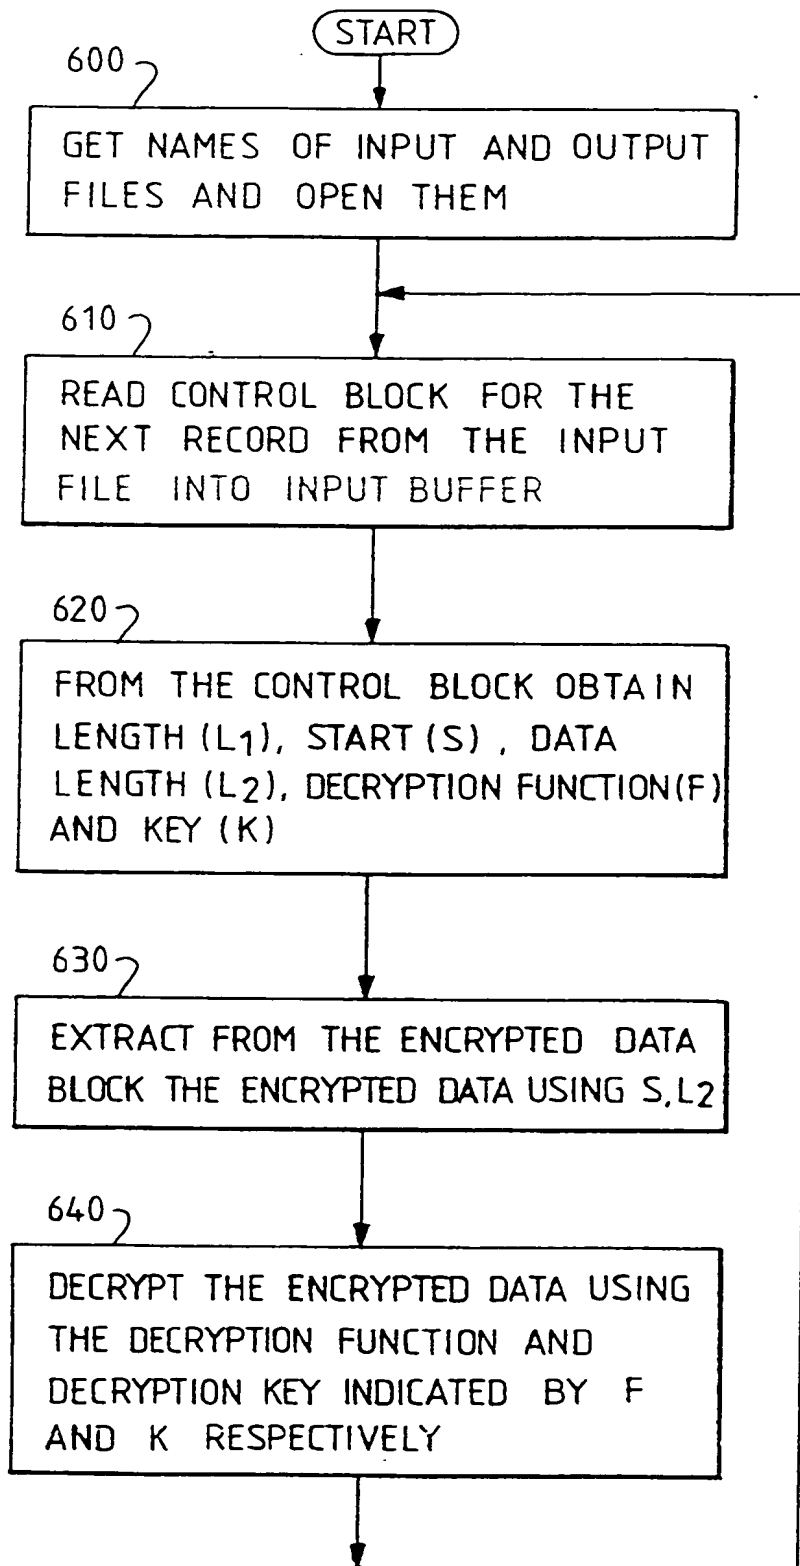 START
600
GET NAMES OF INPUT AND OUTPUT
FILES AND OPEN THEM
610
READ CONTROL BLOCK FOR THE
NEXT RECORD FROM THE INPUT
FILE INTO INPUT BUFFER
620
FROM THE CONTROL BLOCK OBTAIN
LENGTH (L1), START (S), DATA
LENGTH (L2), DECRYPTION FUNCTION (F)
AND KEY (K)
630
EXTRACT FROM THE ENCRYPTED DATA
BLOCK THE ENCRYPTED DATA USING S,L2
640
DECRYPT THE ENCRYPTED DATA USING
THE DECRYPTION FUNCTION AND
DECRYPTION KEY INDICATED BY F
AND K RESPECTIVELY